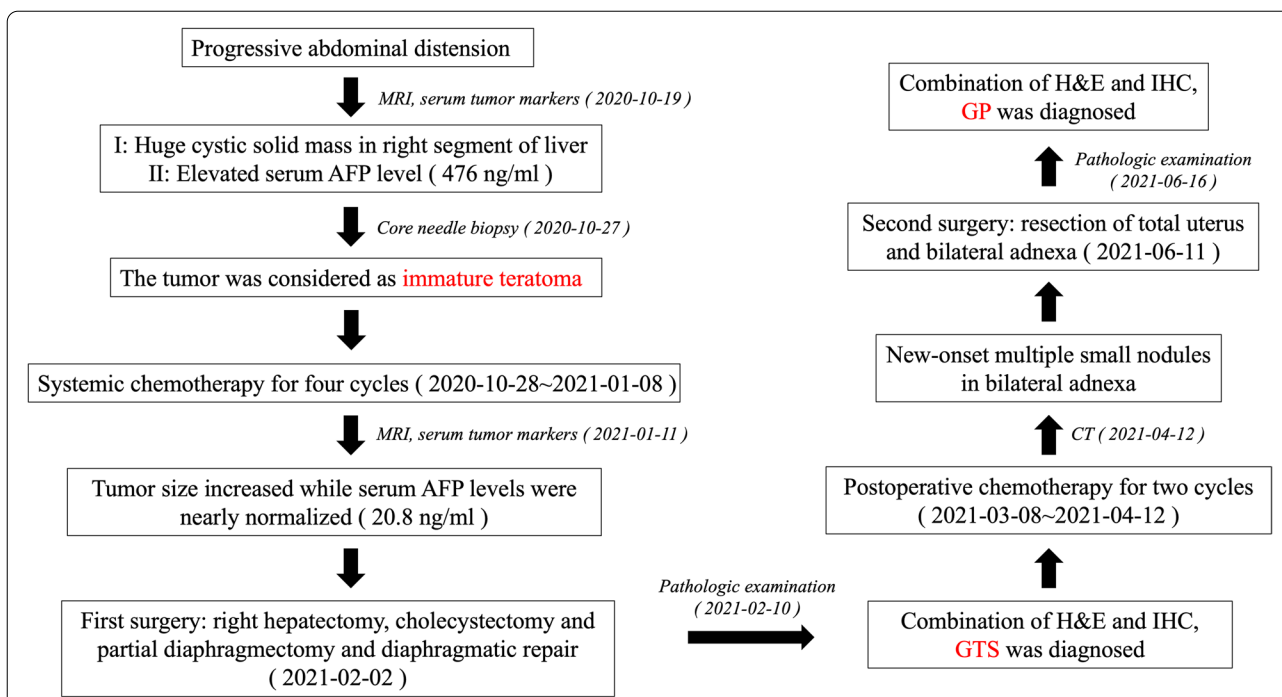 Progressive abdominal distension
MRI, serum tumor markers ( 2020-10-19 )
I: Huge cystic solid mass in right segment of liver
II: Elevated serum AFP level ( 476 ng/ml )
Core needle biopsy ( 2020-10-27 )
The tumor was considered as immature teratoma
Systemic chemotherapy for four cycles ( 2020-10-28~2021-01-08 )
MRI, serum tumor markers ( 2021-01-11 )
Tumor size increased while serum AFP levels were
nearly normalized ( 20.8 ng/ml )
First surgery: right hepatectomy, cholecystectomy and
partial diaphragmectomy and diaphragmatic repair
( 2021-02-02 )
Pathologic examination
( 2021-02-10 )
Combination of H&E and IHC,
GTS was diagnosed
Postoperative chemotherapy for two cycles
( 2021-03-08~2021-04-12 )
CT ( 2021-04-12 )
New-onset multiple small nodules
in bilateral adnexa
Second surgery: resection of total uterus
and bilateral adnexa ( 2021-06-11 )
Pathologic examination
( 2021-06-16 )
Combination of H&E and IHC,
GP was diagnosed